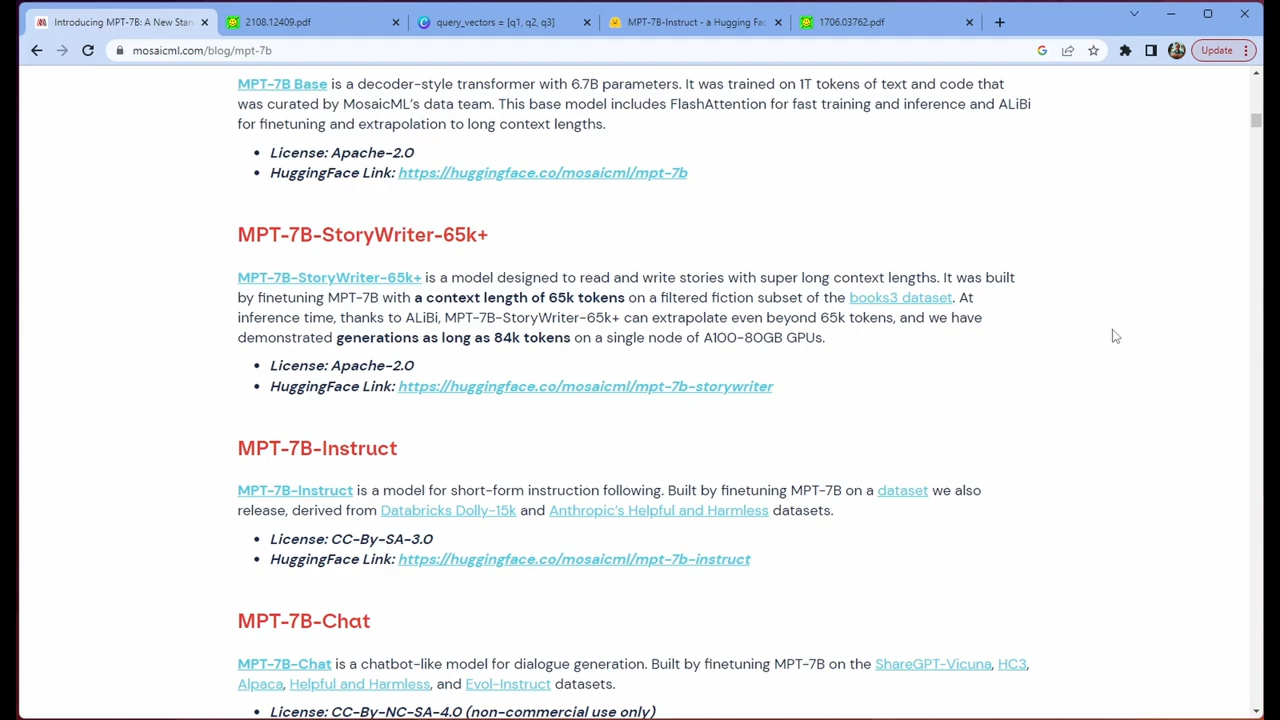 Introducing MPT-7B: A New Stan
2108.12409.pdf
query_vectors = [q1, q2, q3]
MPT-7B-Instruct - a Hugging Fac
1706.03762.pdf
mosaicml.com/blog/mpt-7b
Update
MPT-7B Base is a decoder-style transformer with 6.7B parameters. It was trained on 1T tokens of text and code that
was curated by MosaicML's data team. This base model includes FlashAttention for fast training and inference and ALiBi
for finetuning and extrapolation to long context lengths.
• License: Apache-2.0
• HuggingFace Link: https://huggingface.co/mosaicml/mpt-7b
MPT-7B-StoryWriter-65k+
MPT-7B-StoryWriter-65k+ is a model designed to read and write stories with super long context lengths. It was built
by finetuning MPT-7B with a context length of 65k tokens on a filtered fiction subset of the books3 dataset. At
inference time, thanks to ALiBi, MPT-7B-StoryWriter-65k+ can extrapolate even beyond 65k tokens, and we have
demonstrated generations as long as 84k tokens on a single node of A100-80GB GPUs.
• License: Apache-2.0
• HuggingFace Link: https://huggingface.co/mosaicml/mpt-7b-storywriter
MPT-7B-Instruct
MPT-7B-Instruct is a model for short-form instruction following. Built by finetuning MPT-7B on a dataset we also
release, derived from Databricks Dolly-15k and Anthropic's Helpful and Harmless datasets.
• License: CC-By-SA-3.0
• HuggingFace Link: https://huggingface.co/mosaicml/mpt-7b-instruct
MPT-7B-Chat
MPT-7B-Chat is a chatbot-like model for dialogue generation. Built by finetuning MPT-7B on the ShareGPT-Vicuna, HC3,
Alpaca, Helpful and Harmless, and Evol-Instruct datasets.
• License: CC-By-NC-SA-4.0 (non-commercial use only)